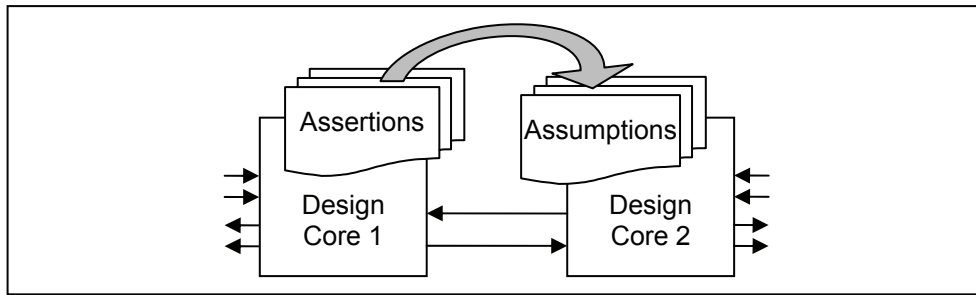 Assertions
Assumptions
Design
Core 1
Design
Core 2